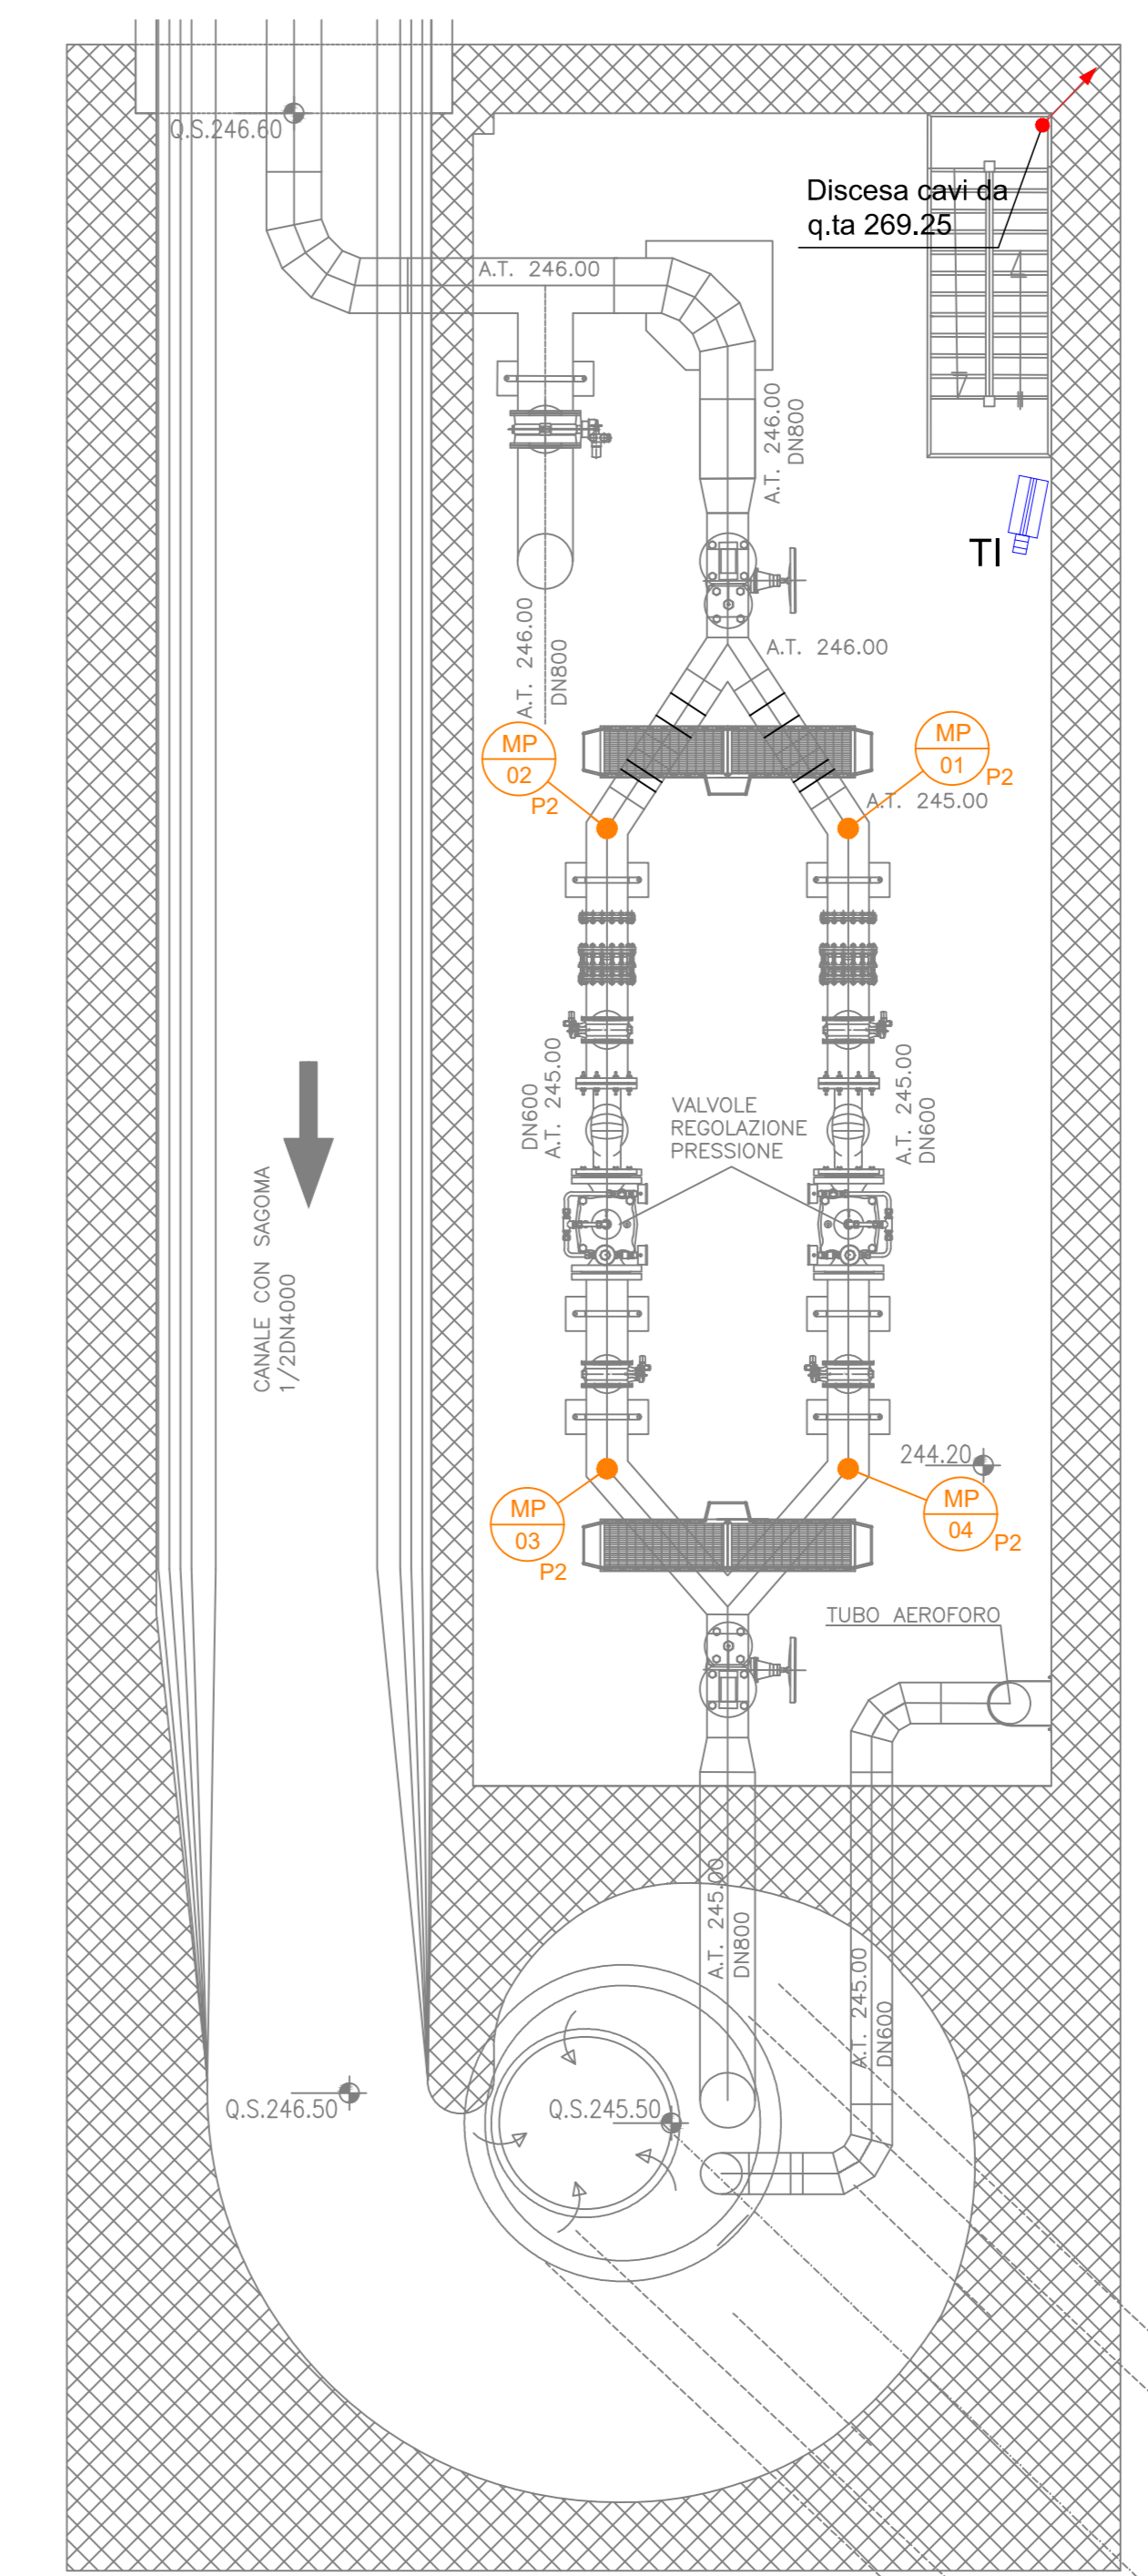 Q.S.246.60
Discesa cavi da
q.ta 269.25
A.T. 246.00
A.T. 246.00
DN800
TI
A.T. 246.00
DN800
A.T. 246.00
MP
02
P2
MP
01
P2
A.T. 245.00
DN600
A.T. 245.00
VALVOLE
REGOLAZIONE
PRESSIONE
A.T. 245.00
DN600
CANALE CON SAGOMA
1/2DN4000
244.20
MP
03
P2
MP
04
P2
TUBO AEROFORO
A.T. 245.00
DN800
A.T. 245.00
DN600
Q.S.246.50
Q.S.245.50